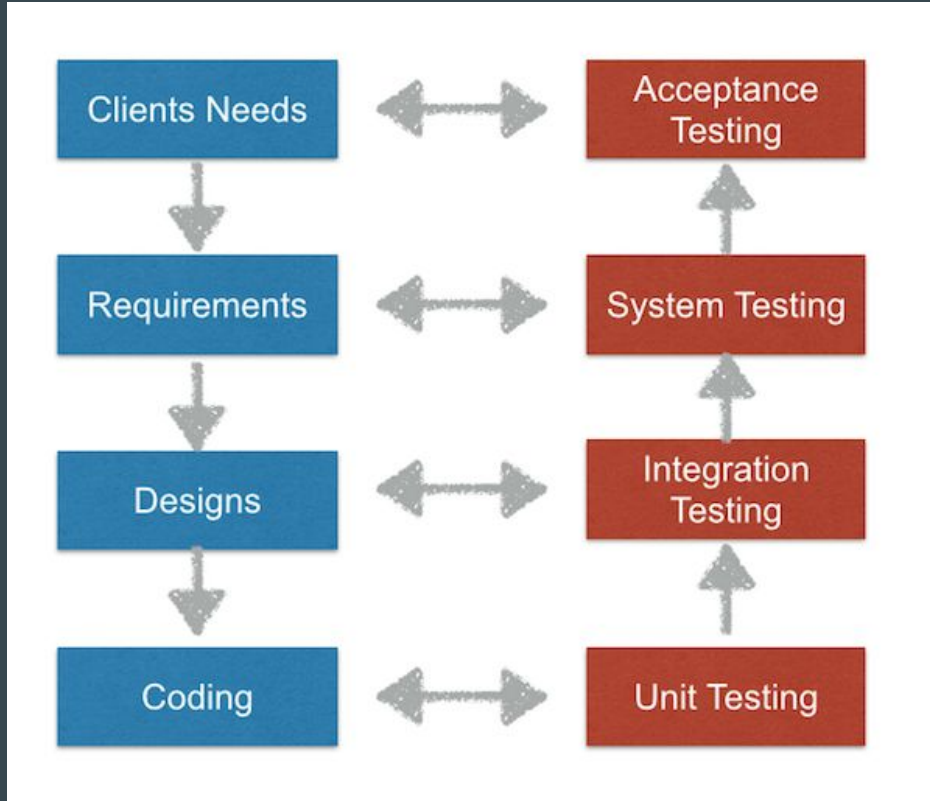 Clients Needs
Acceptance
Testing
Requirements
System Testing
Designs
Integration
Testing
Coding
Unit Testing